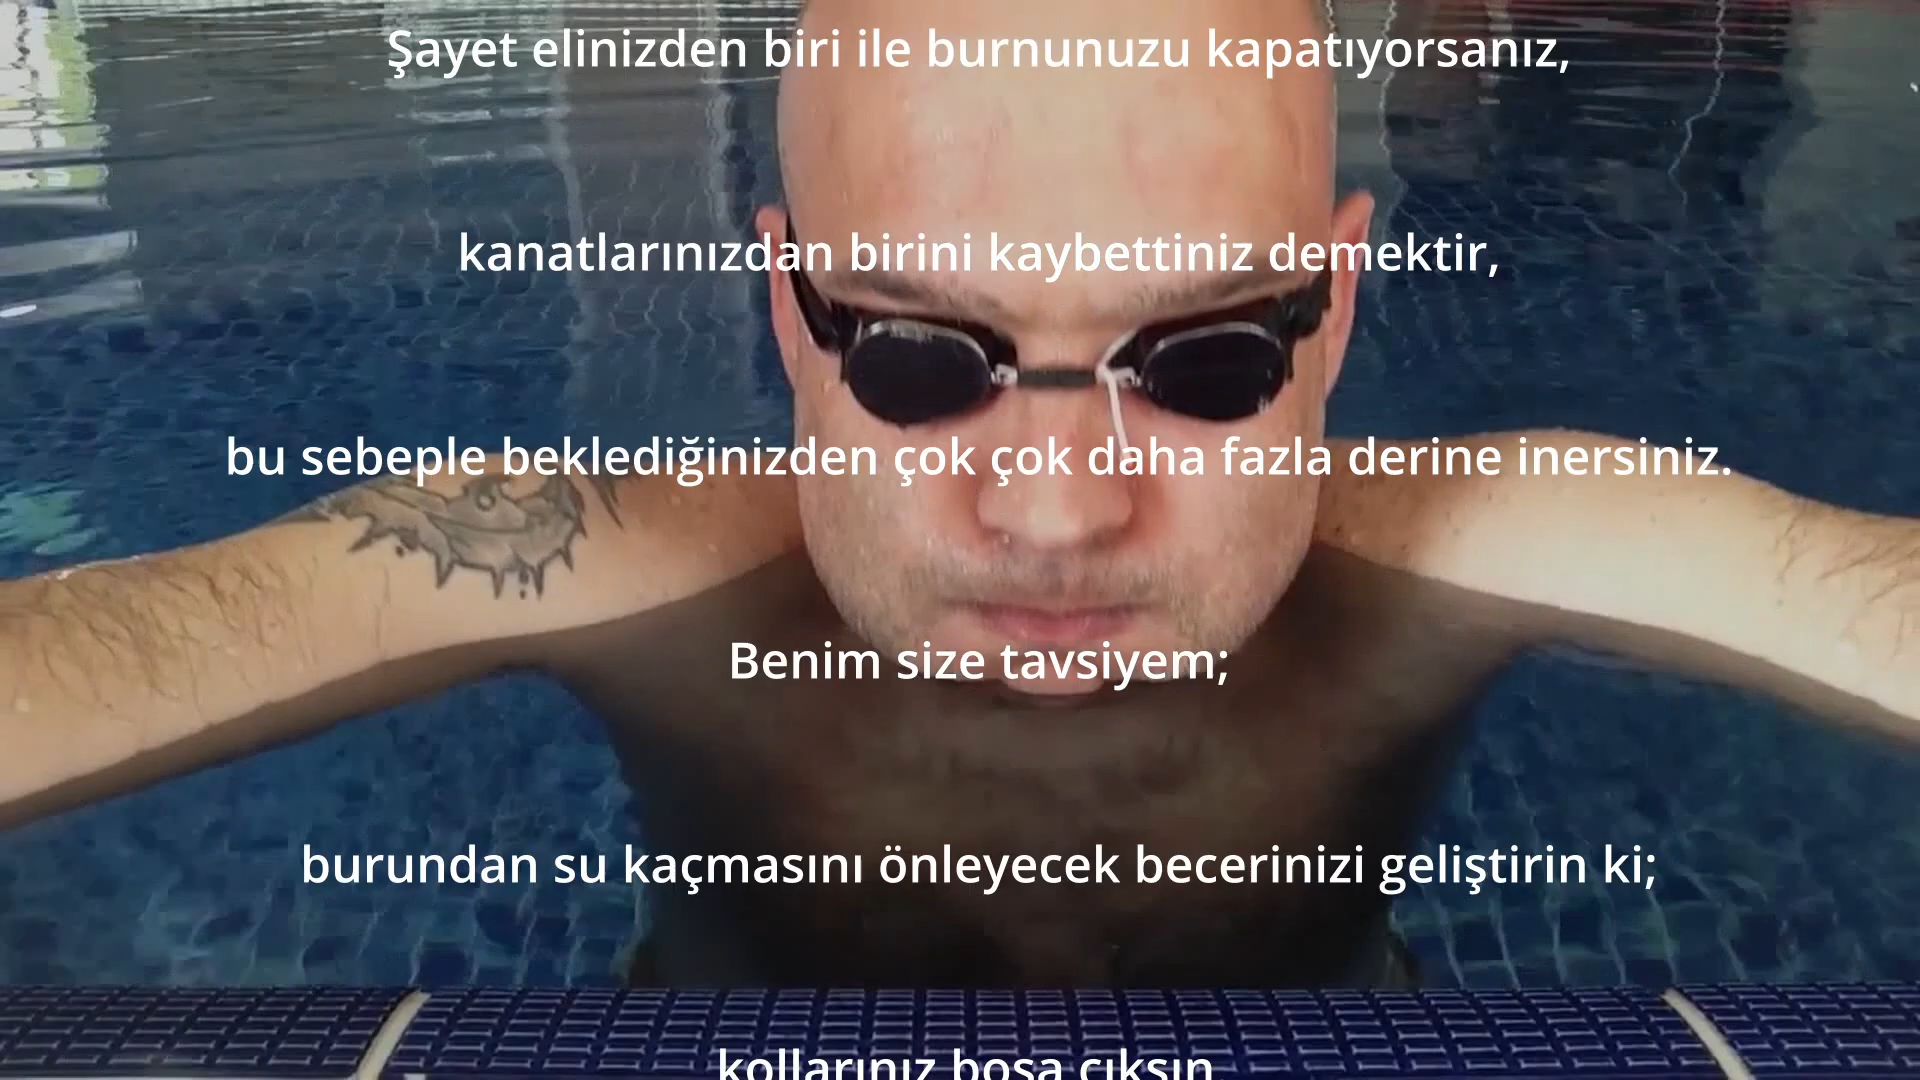 Şayet elinizden biri ile burnunuzu kapatıyorsanız,
kanatlarınızdan birini kaybettiniz demektir,
bu sebeple beklediğinizden çok çok daha fazla derine inersiniz.
Benim size tavsiyem;
burundan su kaçmasını önleyecek becerinizi geliştirin ki;
kollarınız boşa çıksın.